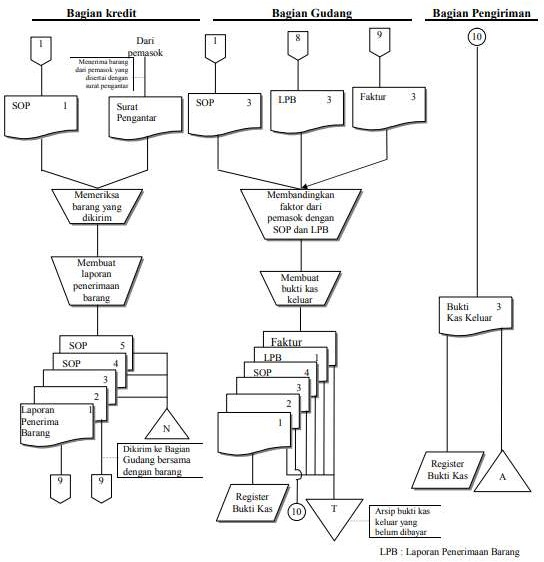 Bagian kredit
Bagian Gudang
Bagian Pengiriman
1
Dari
pemasok
Menerima barang
dari pemasok yang
disertai dengan
surat pengantar
SOP 1
Surat
Pengantar
Memeriksa
barang yang
dikirim
Membuat
laporan
penerimaan
barang
SOP 5
SOP 4
3
2
Laporan 1
Penerima
Barang
N
Dikirim ke Bagian
Gudang bersama
dengan barang
9
9
1
8
9
SOP 3
LPB 3
Faktur 3
Membandingkan
faktor dari
pemasok dengan
SOP dan LPB
Membuat
bukti kas
keluar
Faktur
LPB 1
SOP 4
3
2
1
Register
Bukti Kas
10
T
Arsip bukti kas
keluar yang
belum dibayar
10
Bukti 3
Kas Keluar
Register
Bukti Kas
A
LPB : Laporan Penerimaan Barang